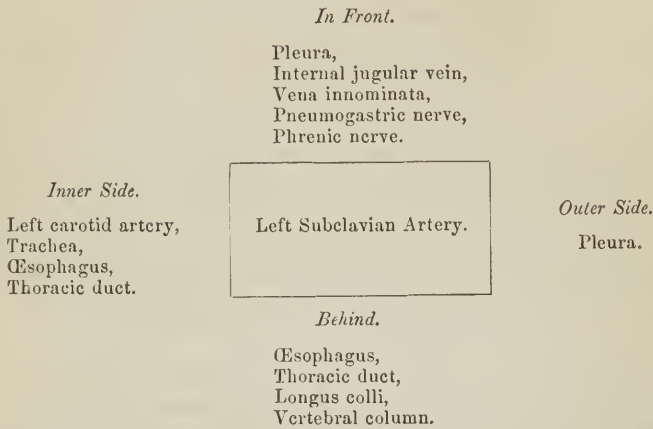 In Front.
Pleura,
Internal jugular vein,
Vena innominata,
Pneumogastric nerve,
Phrenic nerve.
Inner Side.
Left carotid artery,
Trachea,
Œsophagus,
Thoracic duct.
Left Subclavian Artery.
Outer Side.
Pleura.
Behind.
Œsophagus,
Thoracic duct,
Longus colli,
Vertebral column.